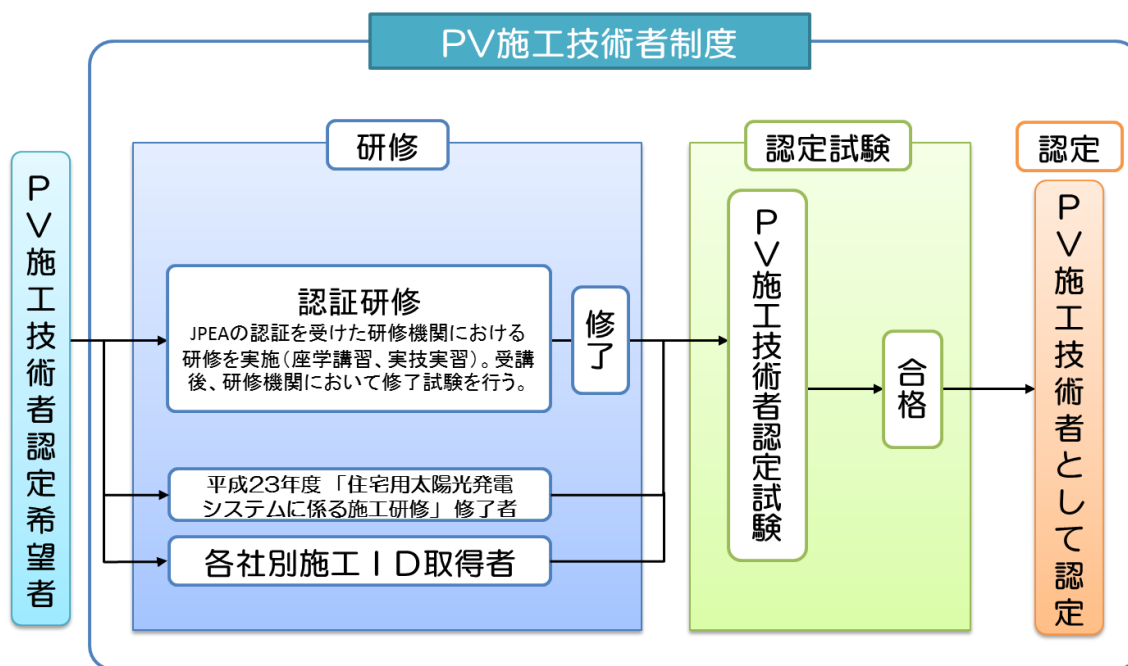 PV施工技術者制度
研修
認定試験
認定
PV施工技術者認定希望者
認証研修
JPEAの認証を受けた研修機関における
研修を実施(座学講習、実技実習)。受講
後、研修機関において修了試験を行う。
修了
平成23年度「住宅用太陽光発電
システムに係る施工研修」修了者
各社別施工ID取得者
PV施工技術者認定試験
合格
PV施工技術者として認定